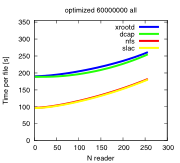 optimized 60000000 all
xrootd
dcap
nfs
slac
Time per file [s]
350
300
250
200
150
100
50
0
0 50 100 150 200 250 300
N reader